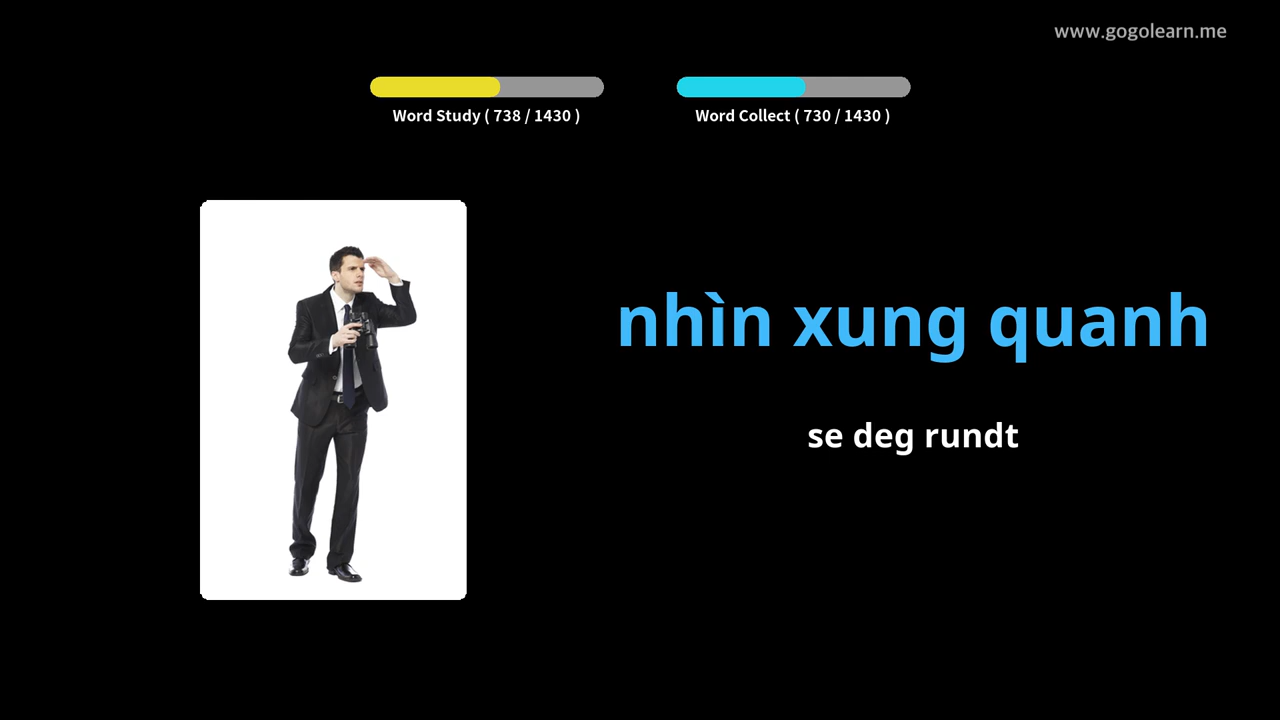 www.gogolearn.me
Word Study ( 738 / 1430 )
Word Collect ( 730 / 1430 )
nhìn xung quanh
se deg rundt